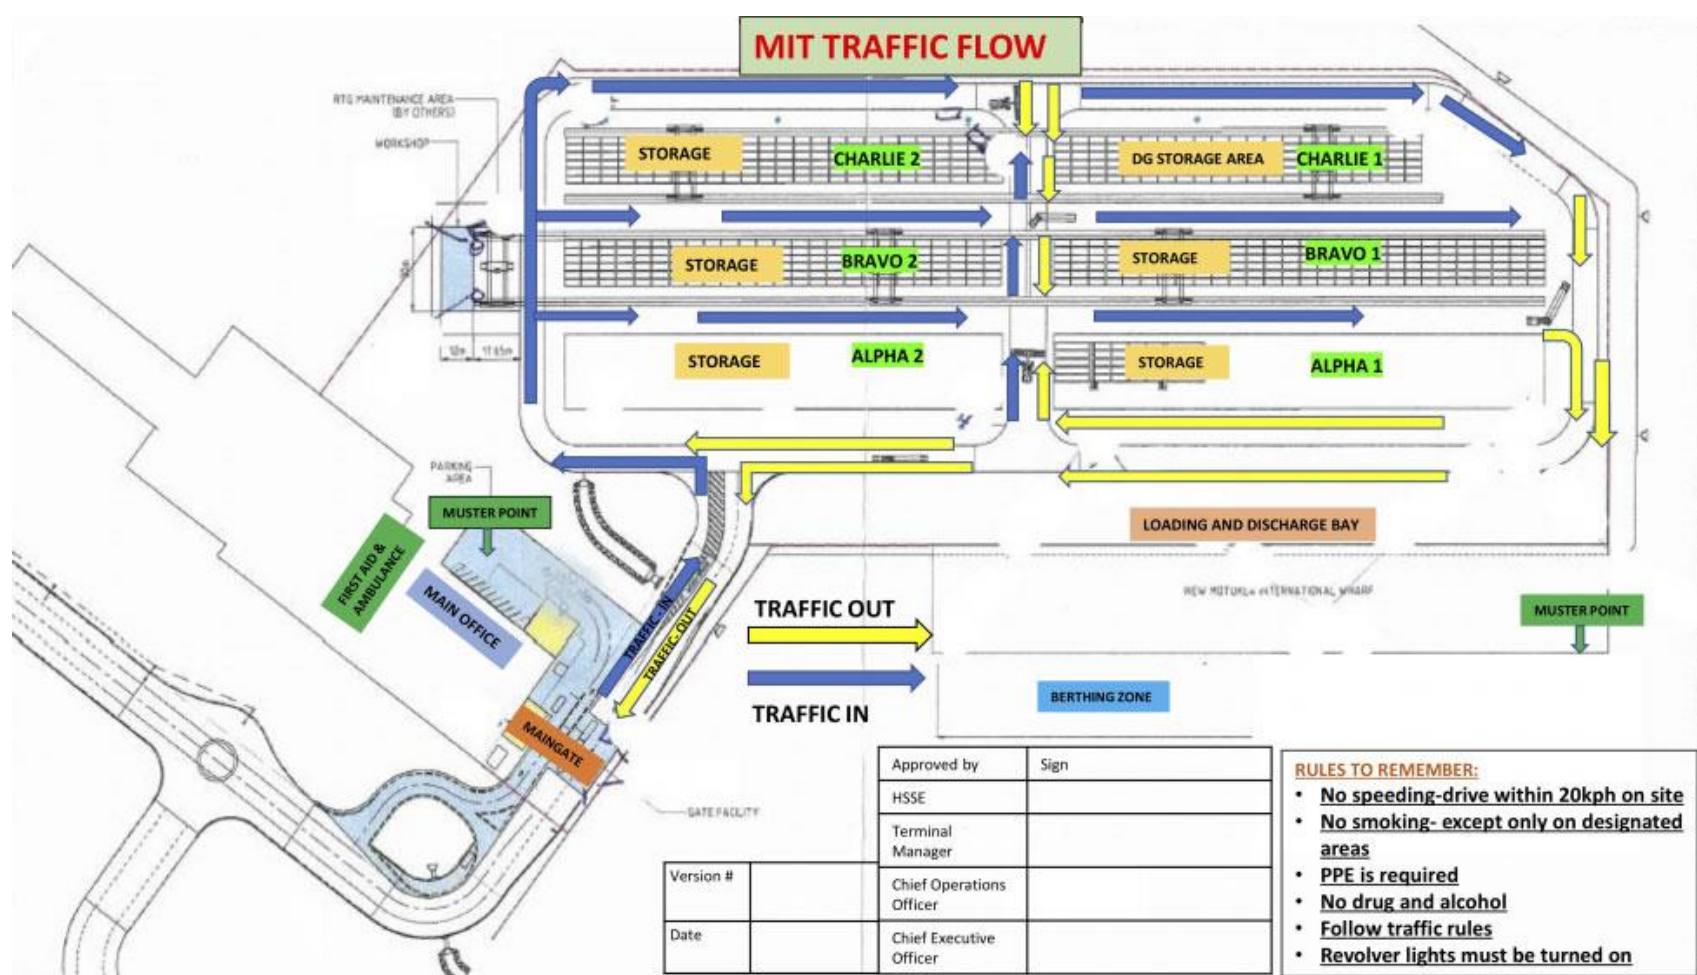 MIT TRAFFIC FLOW
RTG MAINTENANCE AREA
(BY OTHERS)
WORKSHOP
STORAGE
CHARLIE 2
DG STORAGE AREA
CHARLIE 1
STORAGE
BRAVO 2
STORAGE
BRAVO 1
STORAGE
ALPHA 2
STORAGE
ALPHA 1
12m
17.65m
PARKING
AREA
MUSTER POINT
FIRST AID &
AMBULANCE
MAIN OFFICE
TRAFFIC- IN
TRAFFIC- OUT
MAINGATE
GATE FACILITY
LOADING AND DISCHARGE BAY
INTERNATIONAL WHARF
MUSTER POINT
BERTHING ZONE
TRAFFIC OUT
TRAFFIC IN
Approved by
Sign
HSSE
Terminal
Manager
Chief Operations
Officer
Chief Executive
Officer
Version #
Date
RULES TO REMEMBER:
• No speeding-drive within 20kph on site
• No smoking- except only on designated
areas
• PPE is required
• No drug and alcohol
• Follow traffic rules
• Revolver lights must be turned on